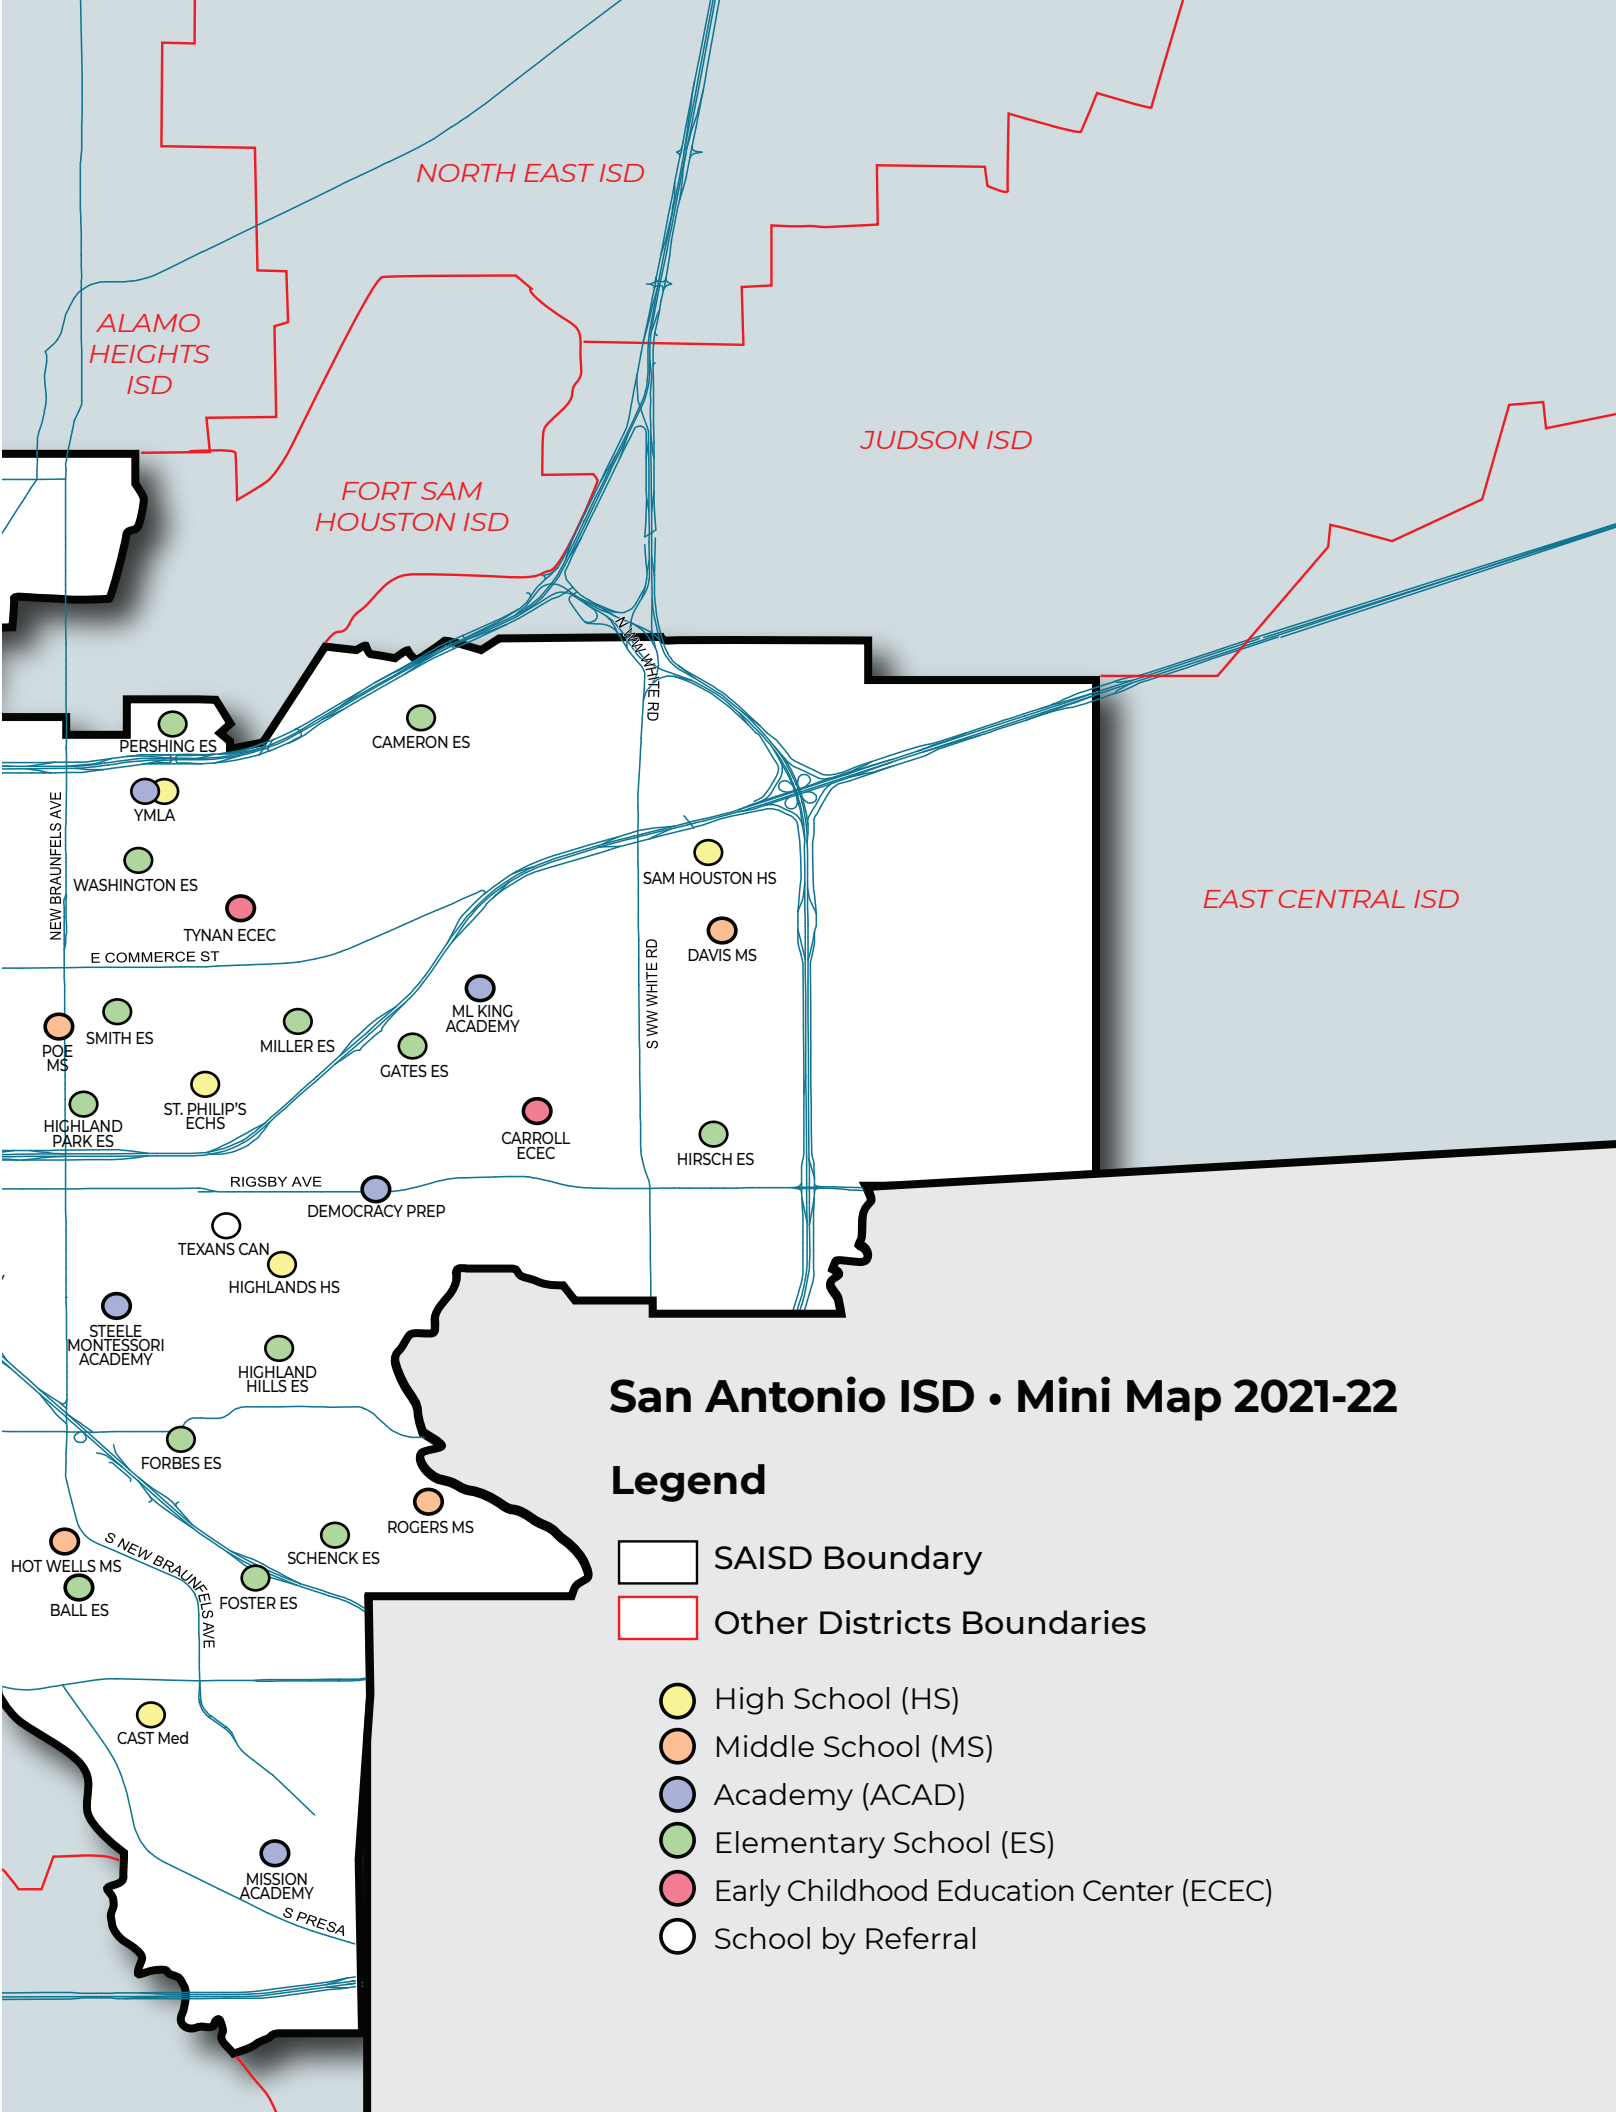 NORTH EAST ISD
ALAMO
HEIGHTS
ISD
JUDSON ISD
FORT SAM
HOUSTON ISD
N WW WHITE RD
PERSHING ES
CAMERON ES
YMLA
NEW BRAUNFELS AVE
WASHINGTON ES
SAM HOUSTON HS
EAST CENTRAL ISD
TYNAN ECEC
E COMMERCE ST
DAVIS MS
S WW WHITE RD
ML KING
ACADEMY
SMITH ES
MILLER ES
POE
MS
GATES ES
ST. PHILIP'S
ECHS
HIGHLAND
PARK ES
CARROLL
ECEC
HIRSCH ES
RIGSBY AVE
DEMOCRACY PREP
TEXANS CAN
HIGHLANDS HS
STEELE
MONTESSORI
ACADEMY
HIGHLAND
HILLS ES
FORBES ES
ROGERS MS
SCHENCK ES
HOT WELLS MS
S NEW BRAUNFELS AVE
FOSTER ES
BALL ES
CAST Med
MISSION
ACADEMY
S PRESA
San Antonio ISD • Mini Map 2021-22
Legend
SAISD Boundary
Other Districts Boundaries
High School (HS)
Middle School (MS)
Academy (ACAD)
Elementary School (ES)
Early Childhood Education Center (ECEC)
School by Referral